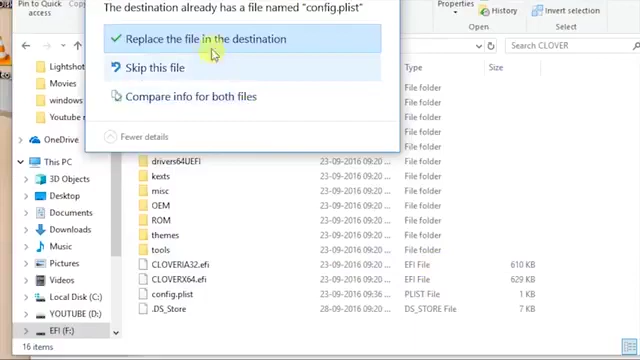 The destination already has a file named "config.plist"
Replace the file in the destination
Skip this file
Compare info for both files
Fewer details
Pin to Quick
access
Open
History
Select
Open
Search CLOVER
Lightshot
Movies
windows
Youtube
OneDrive
This PC
3D Objects
Desktop
Documents
Downloads
Music
Pictures
Videos
Local Disk (C:)
YOUTUBE (D:)
EFI (F:)
File folder
File folder
File folder
File folder
File folder
drivers64UEFI 23-09-2016 09:20 ... File folder
kexts 23-09-2016 09:20 ... File folder
misc 23-09-2016 09:20 ... File folder
OEM 23-09-2016 09:20 ... File folder
ROM 23-09-2016 09:20 ... File folder
themes 23-09-2016 09:20 ... File folder
tools 23-09-2016 09:20 ... File folder
CLOVERIA32.efi 23-09-2016 09:20 ... EFI File 610 KB
CLOVERX64.efi 23-09-2016 09:20 ... EFI File 629 KB
config.plist 23-09-2016 09:36 ... PLIST File 1 KB
.DS_Store 28-09-2016 09:20 ... DS_STORE File 7 KB
16 items